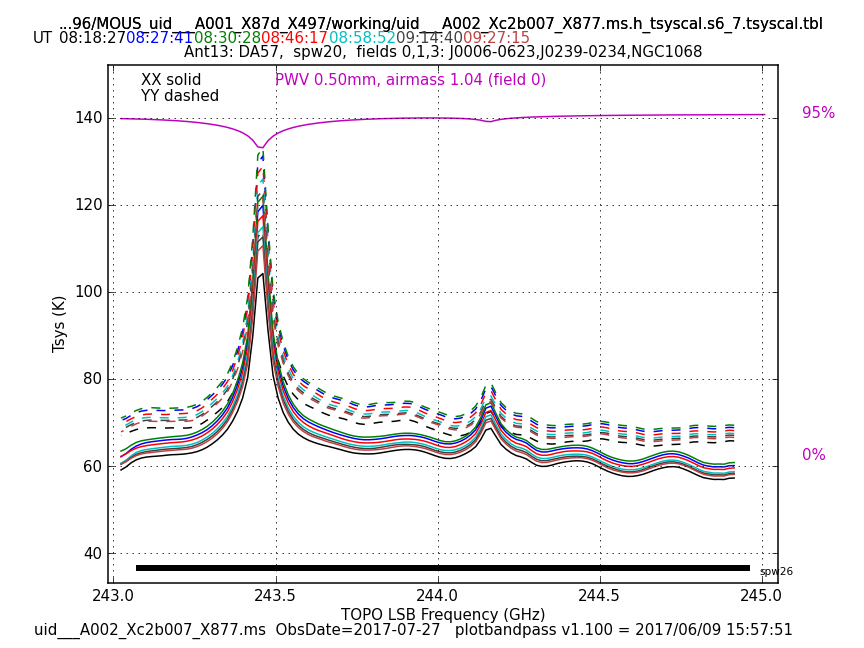 ...96/MOUS_uid___A001_X87d_X497/working/uid___A002_Xc2b007_X877.ms.h_tsyscal.s6_7.tsyscal.tbl
UT 08:18:27 08:27:41 08:30:28 08:46:17 08:58:52 09:14:40 09:27:15
Ant13: DA57, spw20, fields 0,1,3: J0006-0623,J0239-0234,NGC1068
XX solid
PWV 0.50mm, airmass 1.04 (field 0)
YY dashed
95%
0%
140
120
100
80
60
40
Tsys (K)
spw26
243.0 243.5 244.0 244.5 245.0
TOPO LSB Frequency (GHz)
uid___A002_Xc2b007_X877.ms ObsDate=2017-07-27 plotbandpass v1.100 = 2017/06/09 15:57:51